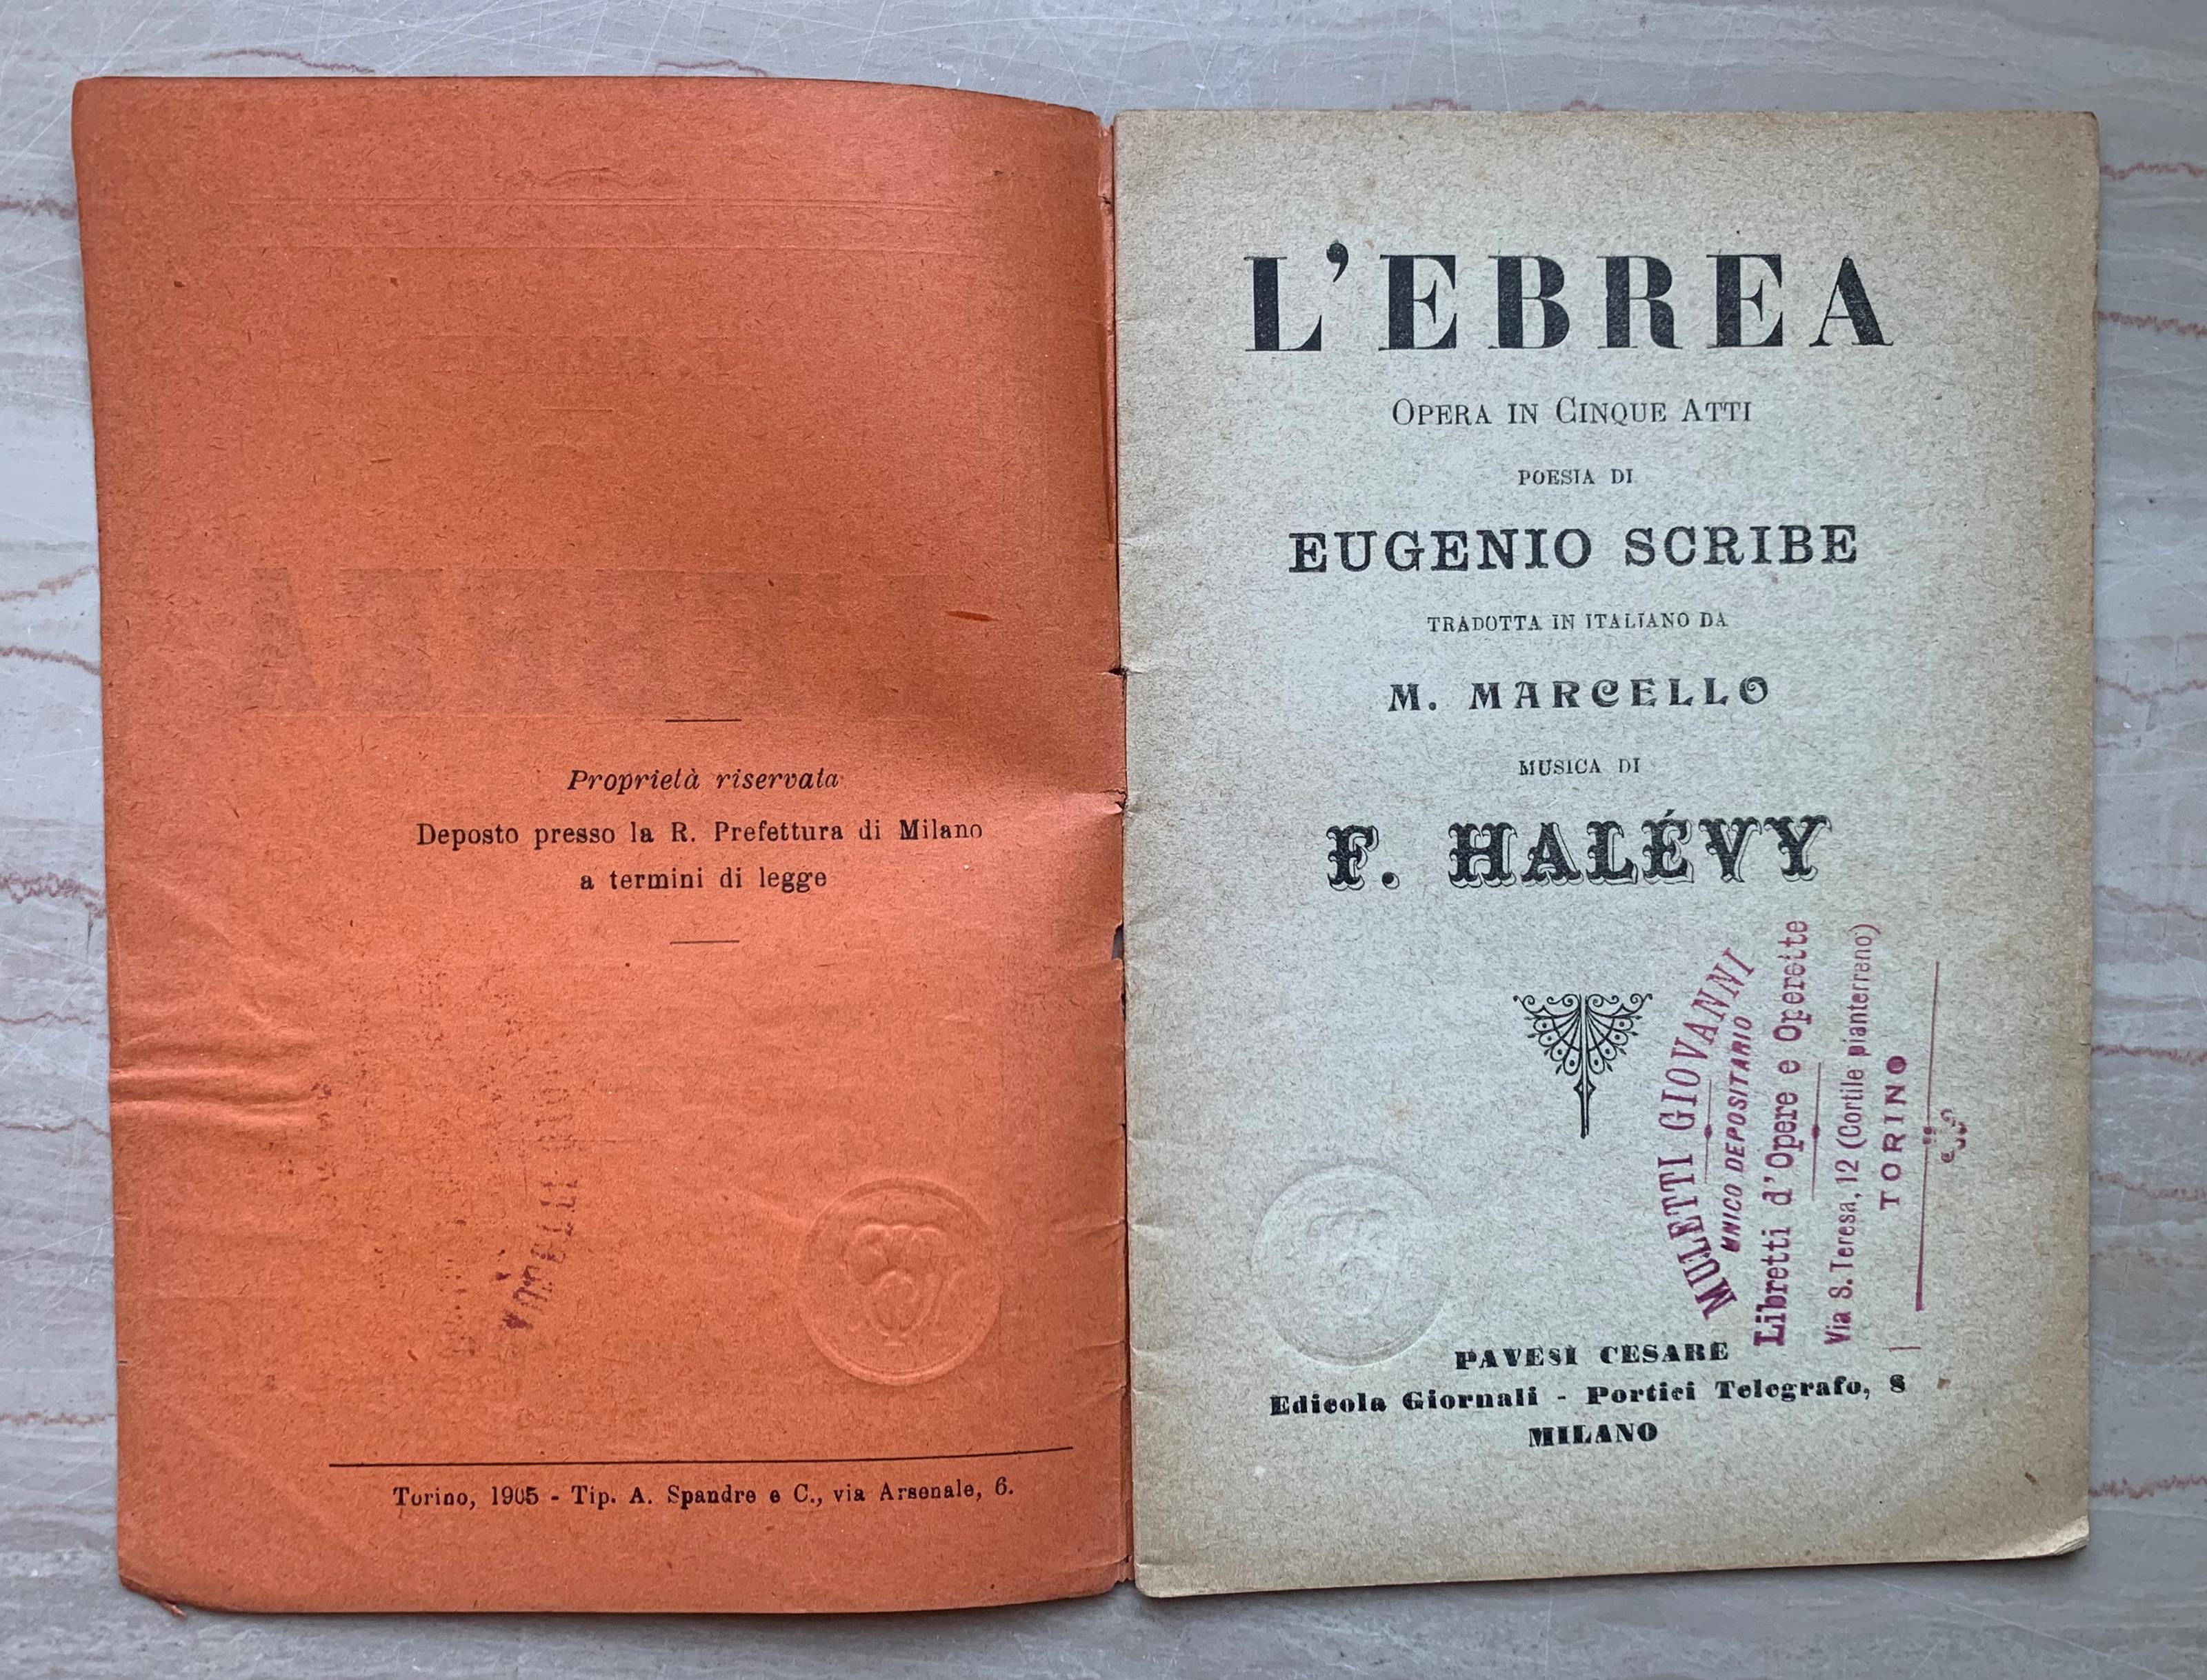 Proprietà riservata
Deposto presso la R. Prefettura di Milano
a termini di legge
Torino, 1905 - Tip. A. Spandre e C., via Arsenale, 6.
L'EBREA
OPERA IN CINQUE ATTI
POESIA DI
EUGENIO SCRIBE
TRADOTTA IN ITALIANO DA
M. MARCELLO
MUSICA DI
F. HALÉVY
MULETTI GIOVANNI
UNICO DEPOSITARIO
Libretti d'Opere e Operette
Via S. Teresa, 12 (Cortile pianterreno)
TORINO
PAVESI CESARE
Edicola Giornali - Portici Telegrafo, 8
MILANO